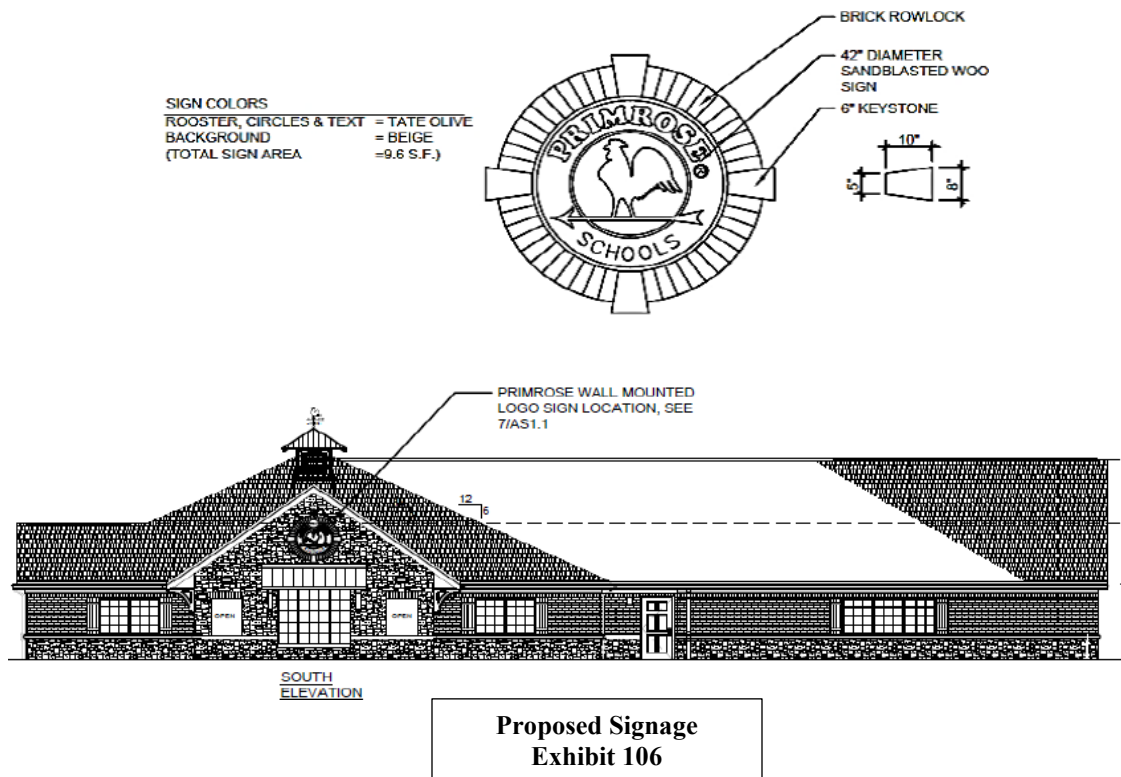 BRICK ROWLOCK
42" DIAMETER
SANDBLASTED WOO
SIGN
6" KEYSTONE
SIGN COLORS
ROOSTER, CIRCLES & TEXT = TATE OLIVE
BACKGROUND = BEIGE
(TOTAL SIGN AREA =9.6 S.F.)
PRIMROSE®
SCHOOLS
10"
5"
8"
PRIMROSE WALL MOUNTED
LOGO SIGN LOCATION, SEE
7/AS1.1
12
6
OPEN
OPEN
SOUTH
ELEVATION
Proposed Signage
Exhibit 106